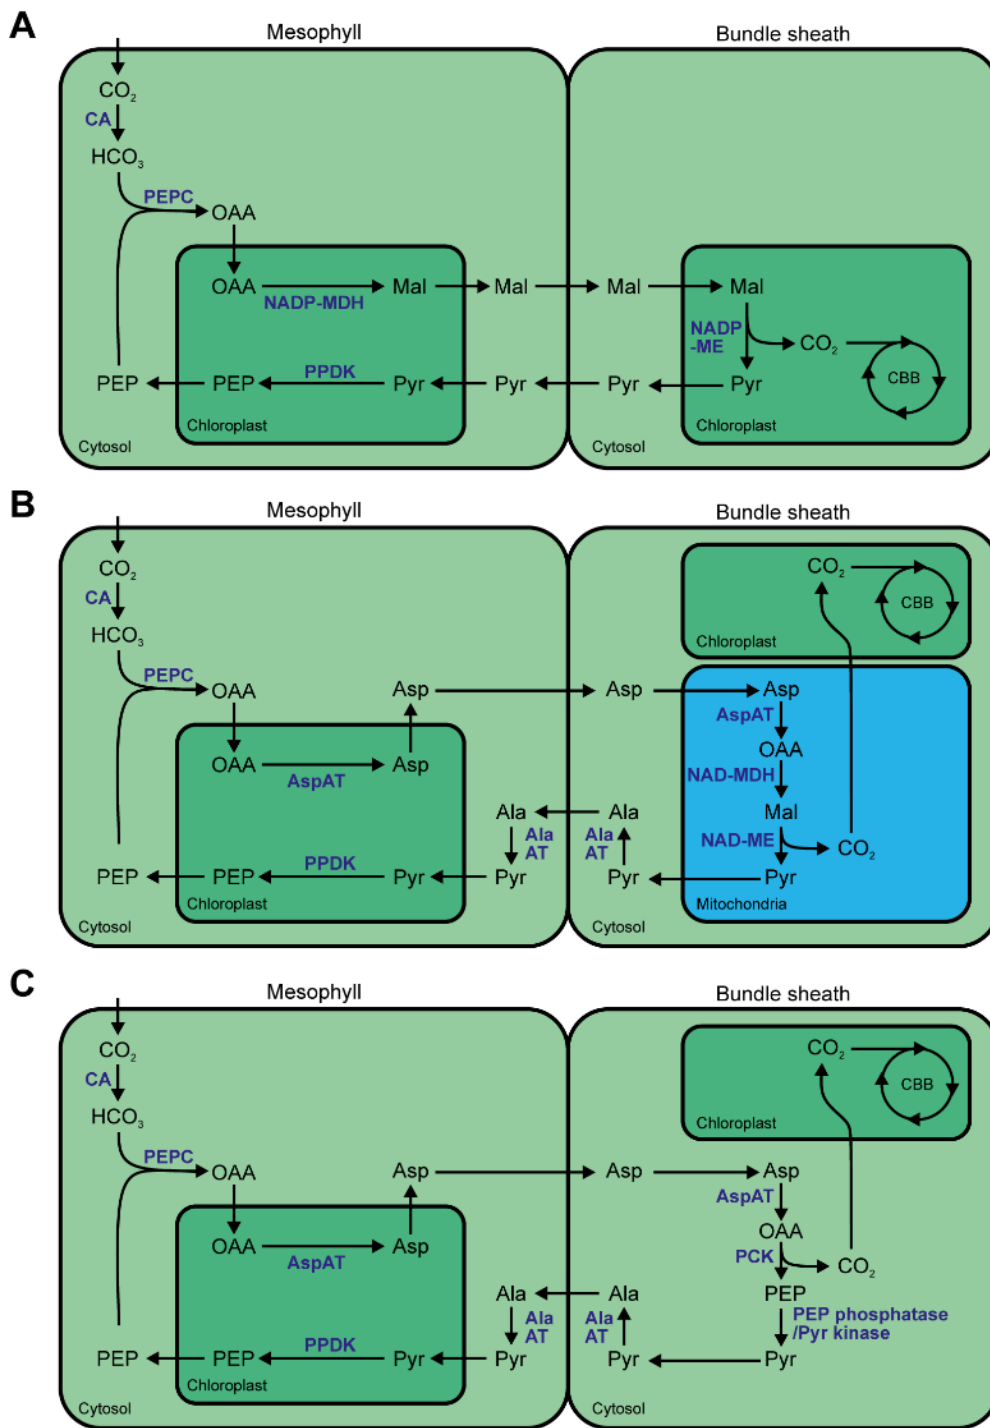 A
Mesophyll
Bundle sheath
CO₂
CA
HCO₃
PEPC
OAA
OAA
NADP-MDH
Mal
Mal
Mal
Mal
NADP
-ME
CO₂
CBB
PEP
PEP
PPDK
Pyr
Pyr
Pyr
Pyr
Chloroplast
Chloroplast
Cytosol
Cytosol
B
Mesophyll
Bundle sheath
CO₂
CA
HCO₃
PEPC
OAA
OAA
AspAT
Asp
Asp
Asp
Asp
AspAT
OAA
NAD-MDH
Mal
NAD-ME
CO₂
CO₂
CBB
Chloroplast
Ala
Ala
Ala
AT
Ala
AT
PEP
PEP
PPDK
Pyr
Pyr
Pyr
Pyr
Chloroplast
Mitochondria
Cytosol
Cytosol
C
Mesophyll
Bundle sheath
CO₂
CA
HCO₃
PEPC
OAA
OAA
AspAT
Asp
Asp
Asp
Asp
AspAT
OAA
PCK
CO₂
CO₂
CBB
Chloroplast
PEP
PEP phosphatase
/Pyr kinase
Ala
Ala
Ala
AT
Ala
AT
PEP
PEP
PPDK
Pyr
Pyr
Pyr
Pyr
Chloroplast
Cytosol
Cytosol